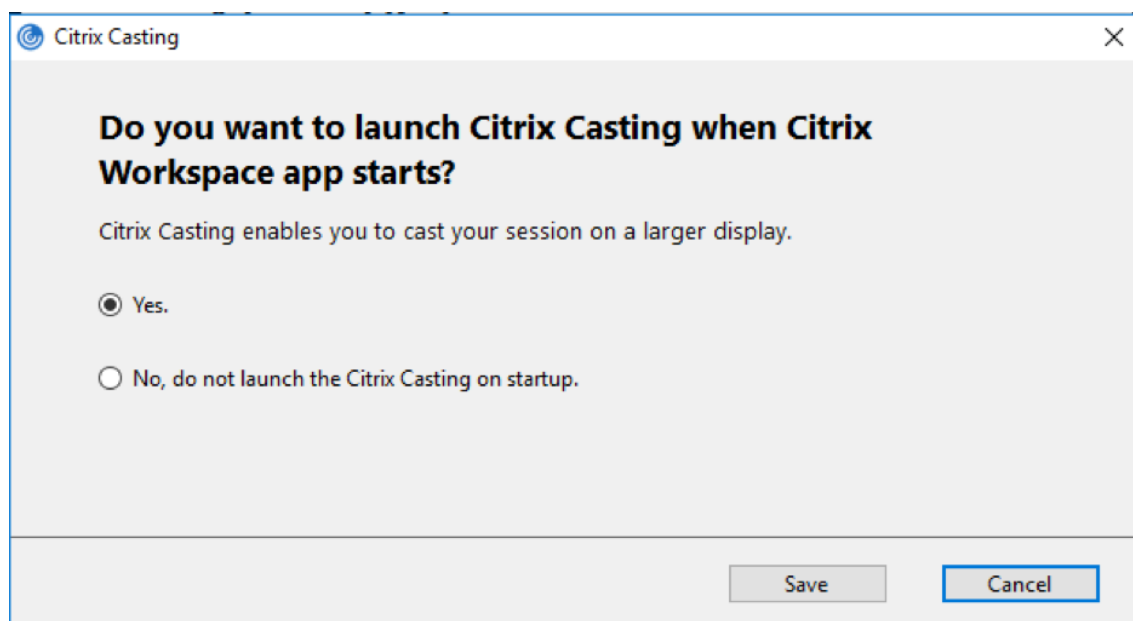 Citrix Casting
Do you want to launch Citrix Casting when Citrix
Workspace app starts?
Citrix Casting enables you to cast your session on a larger display.
Yes.
No, do not launch the Citrix Casting on startup.
Save
Cancel